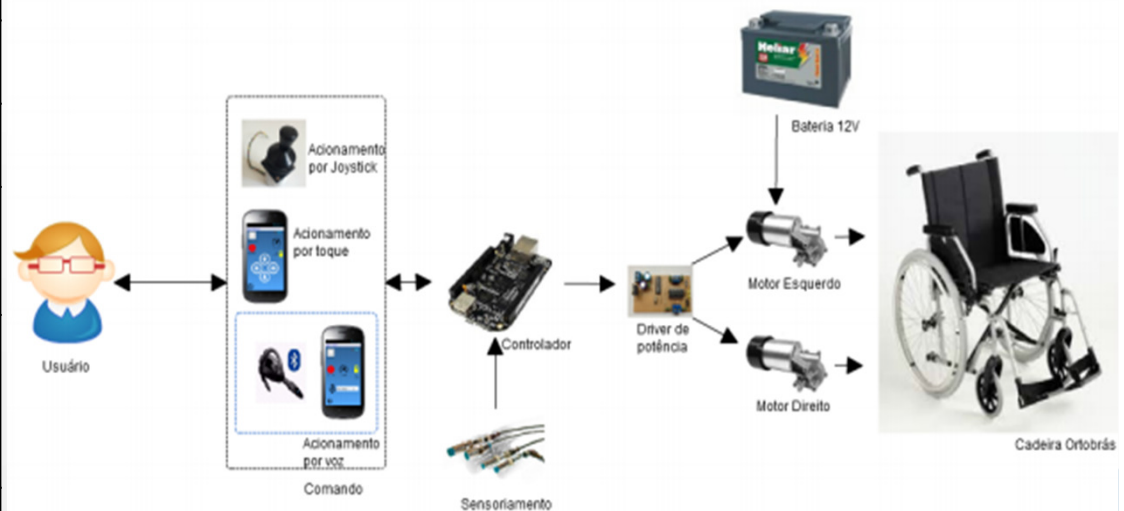 Heliar
Bateria 12V
Acionamento
por Joystick
Acionamento
por toque
Motor Esquerdo
Controlador
Driver de
potência
Usuário
Motor Direito
Acionamento
por voz
Cadeira Ortobrás
Comando
Sensoriamento